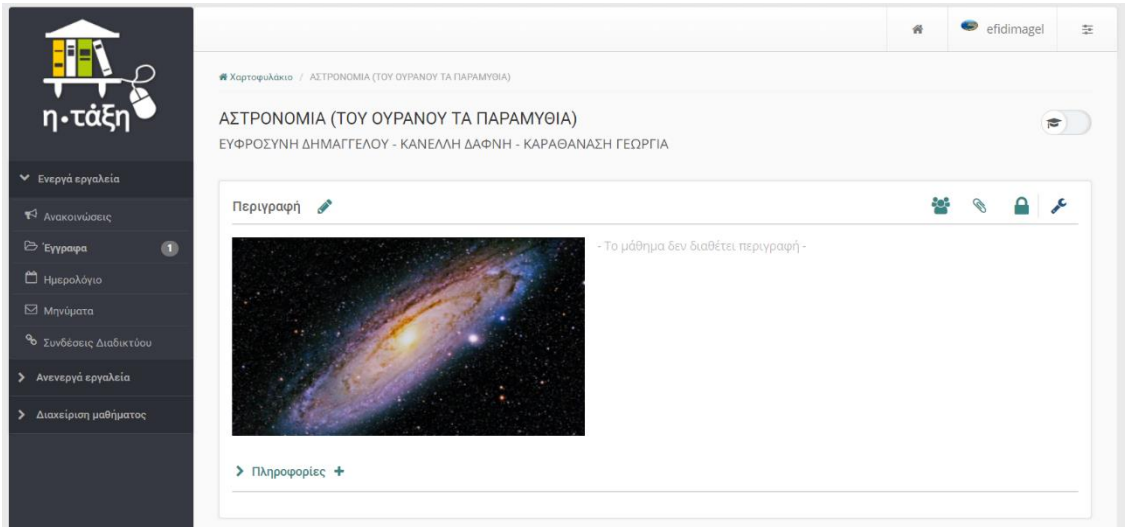 η·τάξη
efidimagel
Χαρτοφυλάκιο / ΑΣΤΡΟΝΟΜΙΑ (ΤΟΥ ΟΥΡΑΝΟΥ ΤΑ ΠΑΡΑΜΥΘΙΑ)
ΑΣΤΡΟΝΟΜΙΑ (ΤΟΥ ΟΥΡΑΝΟΥ ΤΑ ΠΑΡΑΜΥΘΙΑ)
ΕΥΦΡΟΣΥΝΗ ΔΗΜΑΓΓΕΛΟΥ - ΚΑΝΕΛΛΗ ΔΑΦΝΗ - ΚΑΡΑΘΑΝΑΣΗ ΓΕΩΡΓΙΑ
Ενεργά εργαλεία
Ανακοινώσεις
Έγγραφα 1
Ημερολόγιο
Μηνύματα
Συνδέσεις Διαδικτύου
Ανενεργά εργαλεία
Διαχείριση μαθήματος
Περιγραφή
- Το μάθημα δεν διαθέτει περιγραφή -
Πληροφορίες +